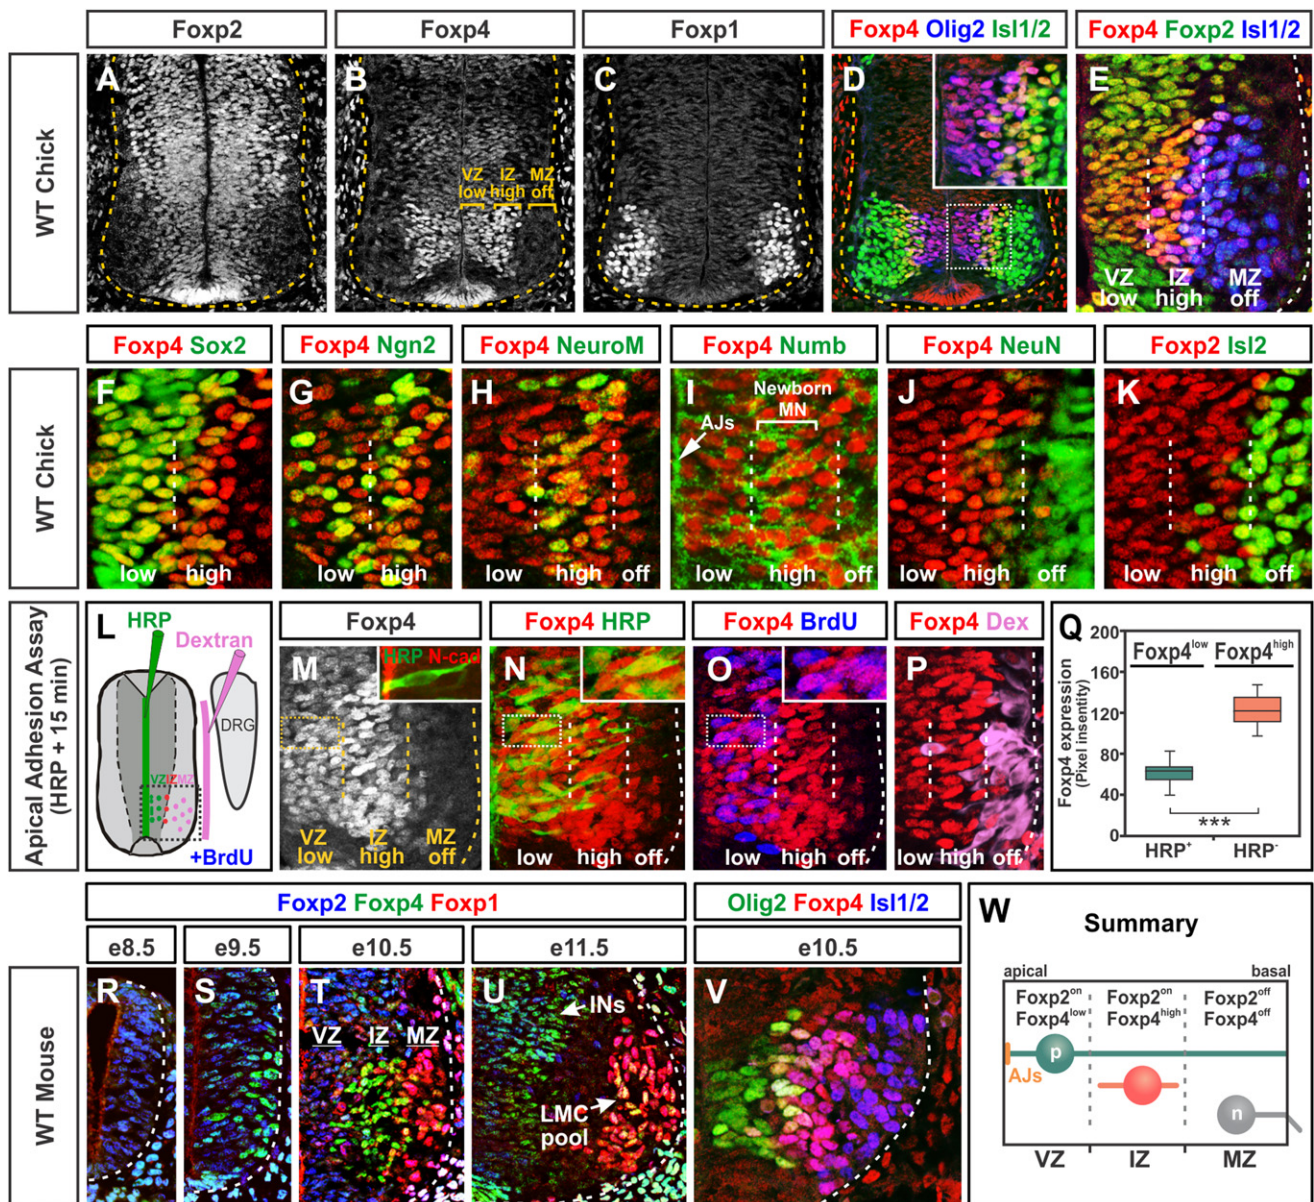 Foxp2
Foxp4
Foxp1
Foxp4 Olig2 Isl1/2
Foxp4 Foxp2 Isl1/2
WT Chick
A
B
VZ IZ MZ
low high off
C
D
E
VZ IZ MZ
low high off
Foxp4 Sox2
Foxp4 Ngn2
Foxp4 NeuroM
Foxp4 Numb
Foxp4 NeuN
Foxp2 Isl2
WT Chick
F
low high
G
low high
H
low high off
I
Newborn
MN
AJs
low high off
J
low high off
K
low high off
Apical Adhesion Assay
(HRP + 15 min)
L
HRP
Dextran
DRG
VZ IZ MZ
+BrdU
Foxp4
Foxp4 HRP
Foxp4 BrdU
Foxp4 Dex
M
HRP N-cad
VZ IZ MZ
low high off
N
low high off
O
low high off
P
low high off
Q
Foxp4low Foxp4high
Foxp4 expression
(Pixel insentity)
200
160
120
80
40
0
***
HRP+ HRP-
Foxp2 Foxp4 Foxp1
Olig2 Foxp4 Isl1/2
e8.5
e9.5
e10.5
e11.5
e10.5
WT Mouse
R
S
T
VZ IZ MZ
U
INs
LMC
pool
V
W
Summary
apical basal
Foxp2on Foxp2on Foxp2off
Foxp4low Foxp4high Foxp4off
p
AJs
n
VZ IZ MZ